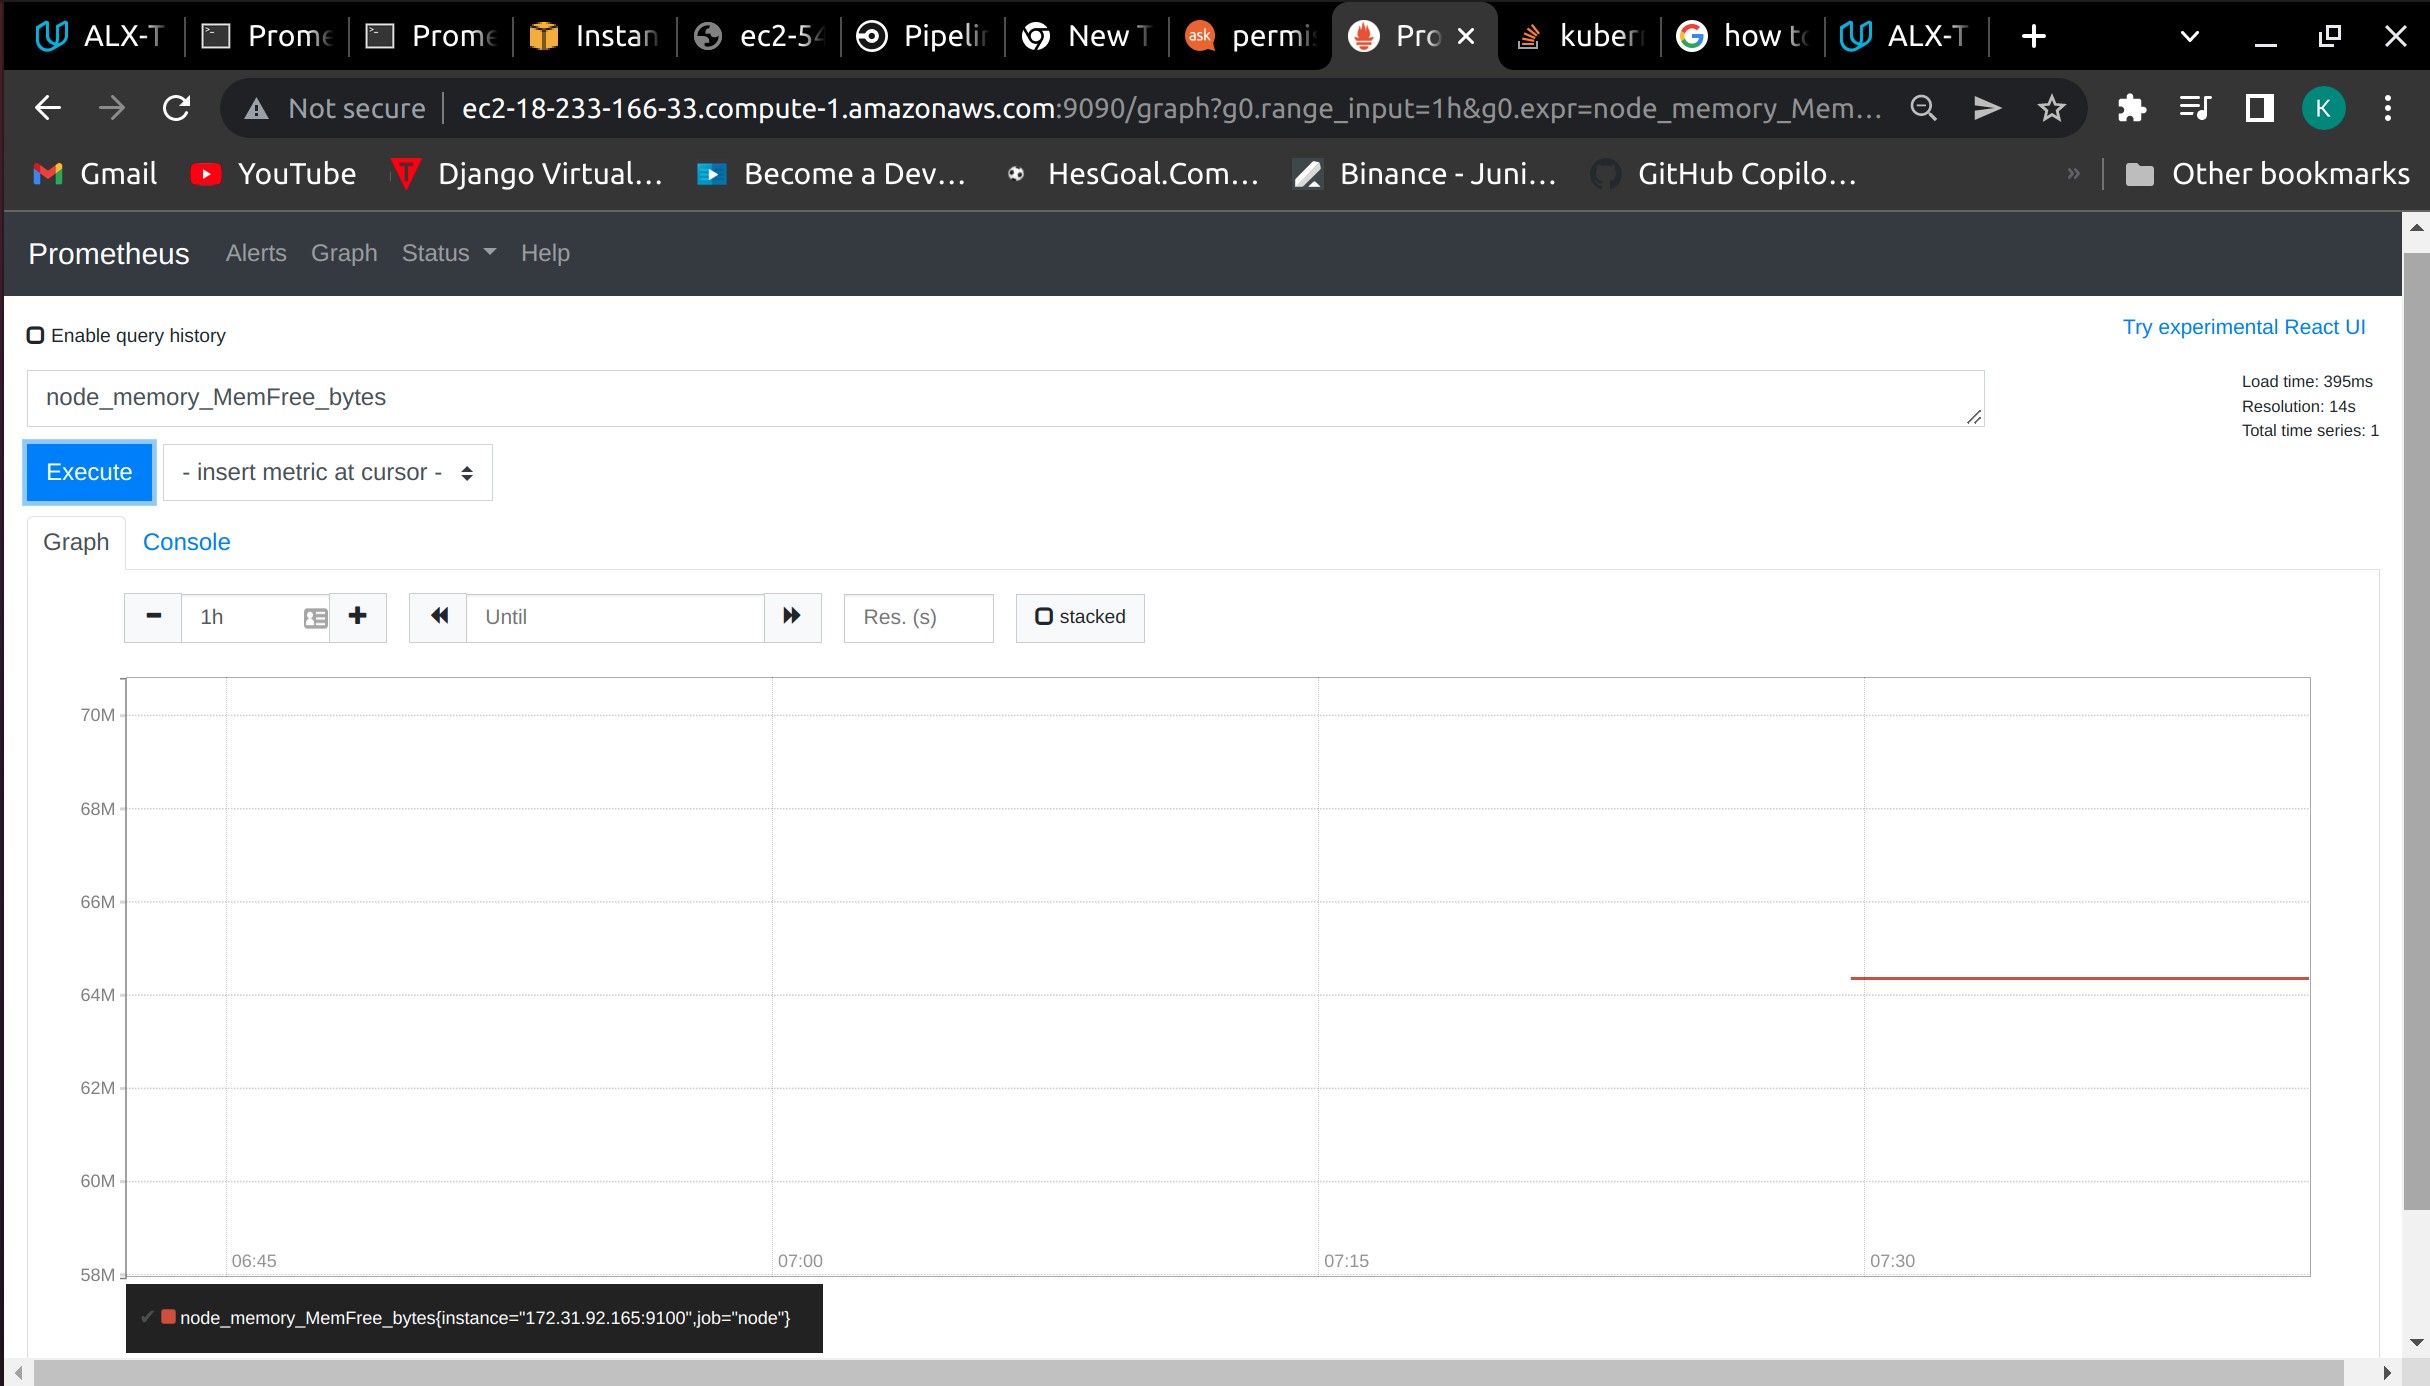 ALX-T Prome Prome Instan ec2-54 Pipelin New T ask permis Pro kubern how to ALX-T
Not secure ec2-18-233-166-33.compute-1.amazonaws.com:9090/graph?g0.range_input=1h&g0.expr=node_memory_Mem... K
Gmail YouTube Django Virtual... Become a Dev... HesGoal.Com... Binance - Juni... GitHub Copilo... » Other bookmarks
Prometheus Alerts Graph Status Help
Enable query history
Try experimental React UI
node_memory_MemFree_bytes
Load time: 395ms
Resolution: 14s
Total time series: 1
Execute - insert metric at cursor -
Graph Console
1h Until Res. (s) stacked
70M
68M
66M
64M
62M
60M
58M
06:45 07:00 07:15 07:30
node_memory_MemFree_bytes{instance="172.31.92.165:9100",job="node"}